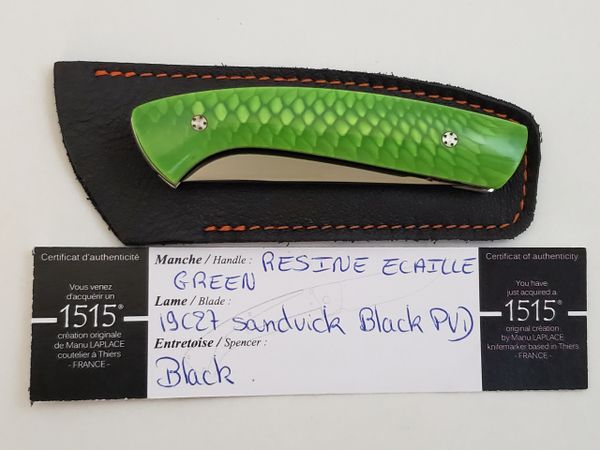 Certificat d'authenticité
Vous venez
d'acquérir un
1515®
création originale
de Manu LAPLACE
coutelier à Thiers
- FRANCE -
Manche / Handle : RESINE ECAILLE
GREEN
Lame / Blade :
19C27 Sandvick Black PVD
Entretoise / Spencer :
Black
Certificat of authenticity
You have
just acquired a
1515®
original création
by Manu LAPLACE
knifemarker based in Thiers
- FRANCE -